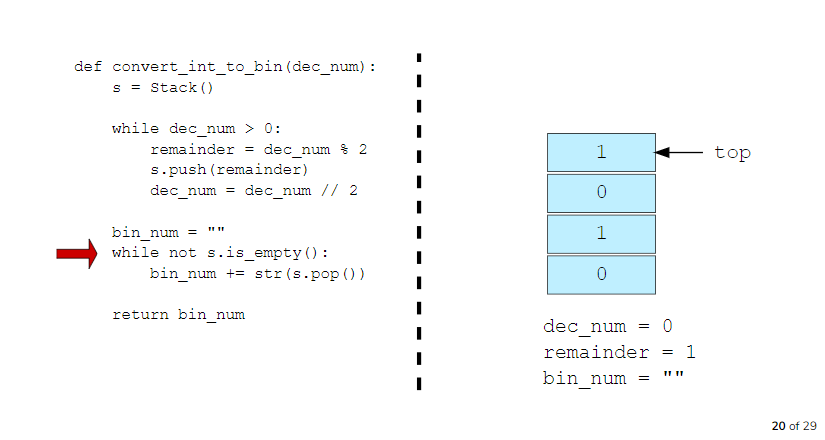 def convert_int_to_bin(dec_num):
    s = Stack()

    while dec_num > 0:
        remainder = dec_num % 2
        s.push(remainder)
        dec_num = dec_num // 2

    bin_num = ""
    while not s.is_empty():
        bin_num += str(s.pop())

    return bin_num
1 top
0
1
0
dec_num = 0
remainder = 1
bin_num = ""
20 of 29